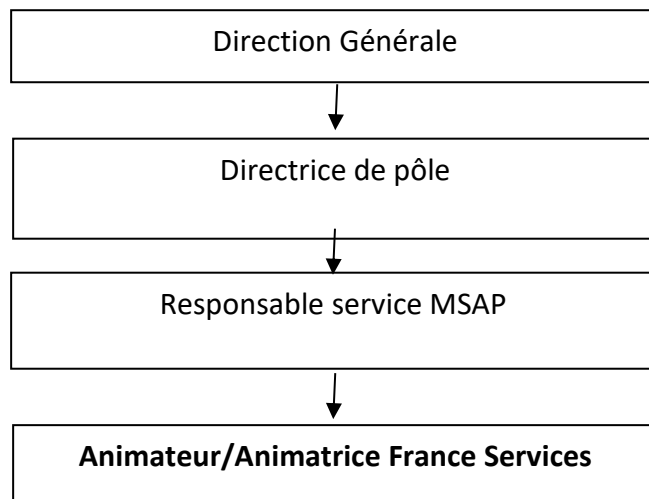 Direction Générale
Directrice de pôle
Responsable service MSAP
Animateur/Animatrice France Services